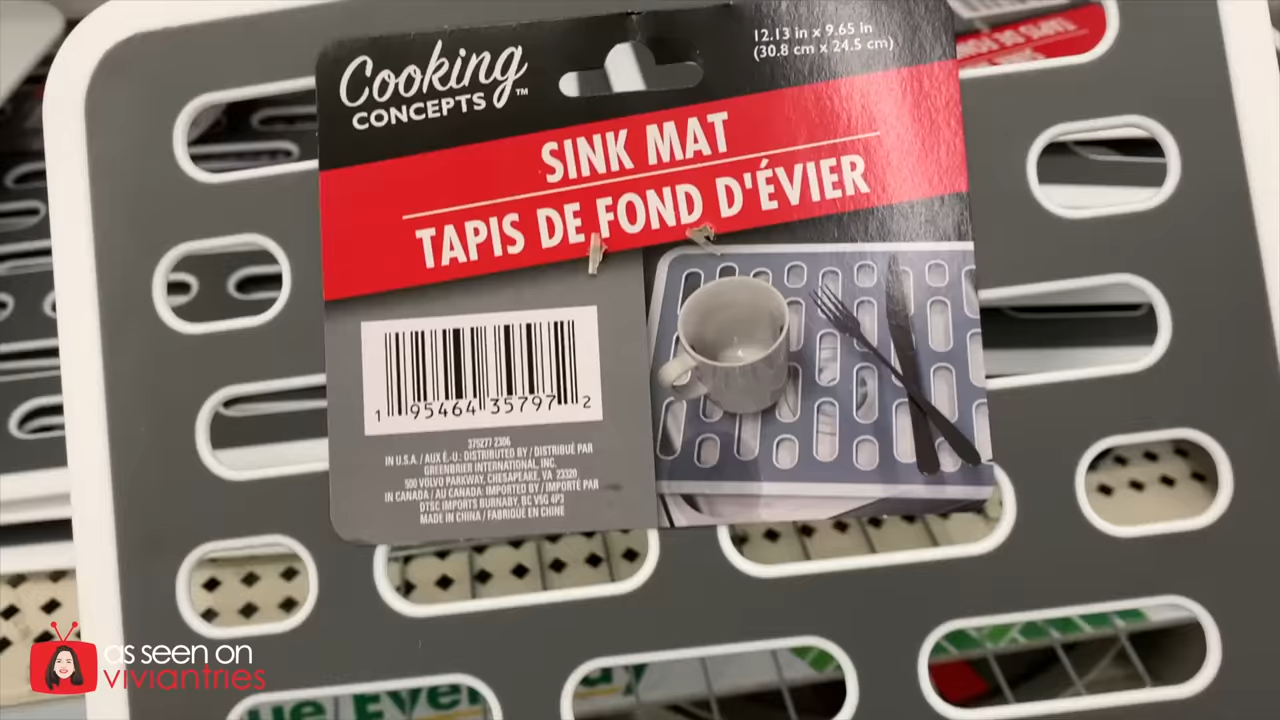 Cooking
CONCEPTS™
12.13 in x 9.65 in
(30.8 cm x 24.5 cm)
SINK MAT
TAPIS DE FOND D'ÉVIER
1 95464 35797 2
375277 2306
IN U.S.A. / AUX É.-U.: DISTRIBUTED BY / DISTRIBUÉ PAR
GREENBRIER INTERNATIONAL, INC.
500 VOLVO PARKWAY, CHESAPEAKE, VA 23320
IN CANADA / AU CANADA: IMPORTED BY / IMPORTÉ PAR
DTSC IMPORTS BURNABY, BC V5G 4P3
MADE IN CHINA / FABRIQUÉ EN CHINE
as seen on
viviantries